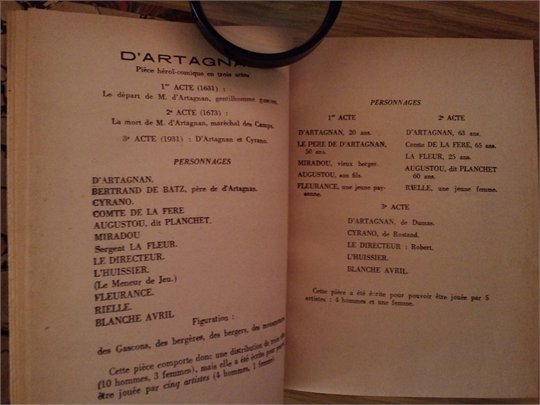 D'ARTAGNA
Pièce héroï-comique en trois actes
1er ACTE (1631) :
Le départ de M. d'Artagnan, gentilhomme gascon.
2e ACTE (1673) :
La mort de M. d'Artagnan, maréchal des Camps.
3e ACTE (1931) : D'Artagnan et Cyrano.
PERSONNAGES
D'ARTAGNAN.
BERTRAND DE BATZ, père de d'Artagnan.
CYRANO.
COMTE DE LA FERE
AUGUSTOU, dit PLANCHET.
MIRADOU
Sergent LA FLEUR.
LE DIRECTEUR.
L'HUISSIER.
(Le Meneur de Jeu.)
FLEURANCE.
RIELLE.
BLANCHE AVRIL
Figuration :
des Gascons, des bergères, des bergers, des mousquetaires
Cette pièce comporte donc une distribution de treize rôles
(10 hommes, 3 femmes), mais elle a été écrite pour pouvoir
être jouée par cinq artistes (4 hommes, 1 femme).
PERSONNAGES
1er ACTE
D'ARTAGNAN, 20 ans.
LE PERE DE D'ARTAGNAN,
50 ans.
MIRADOU, vieux berger.
AUGUSTOU, son fils.
FLEURANCE, une jeune pay-
sanne.
2e ACTE
D'ARTAGNAN, 63 ans.
Comte DE LA FERE, 65 ans.
LA FLEUR, 25 ans.
AUGUSTOU, dit PLANCHET
60 ans.
RIELLE, une jeune femme.
3e ACTE
D'ARTAGNAN, de Dumas.
CYRANO, de Rostand.
LE DIRECTEUR : Robert.
L'HUISSIER.
BLANCHE AVRIL.
Cette pièce a été écrite pour pouvoir être jouée par 5
artistes : 4 hommes et une femme.